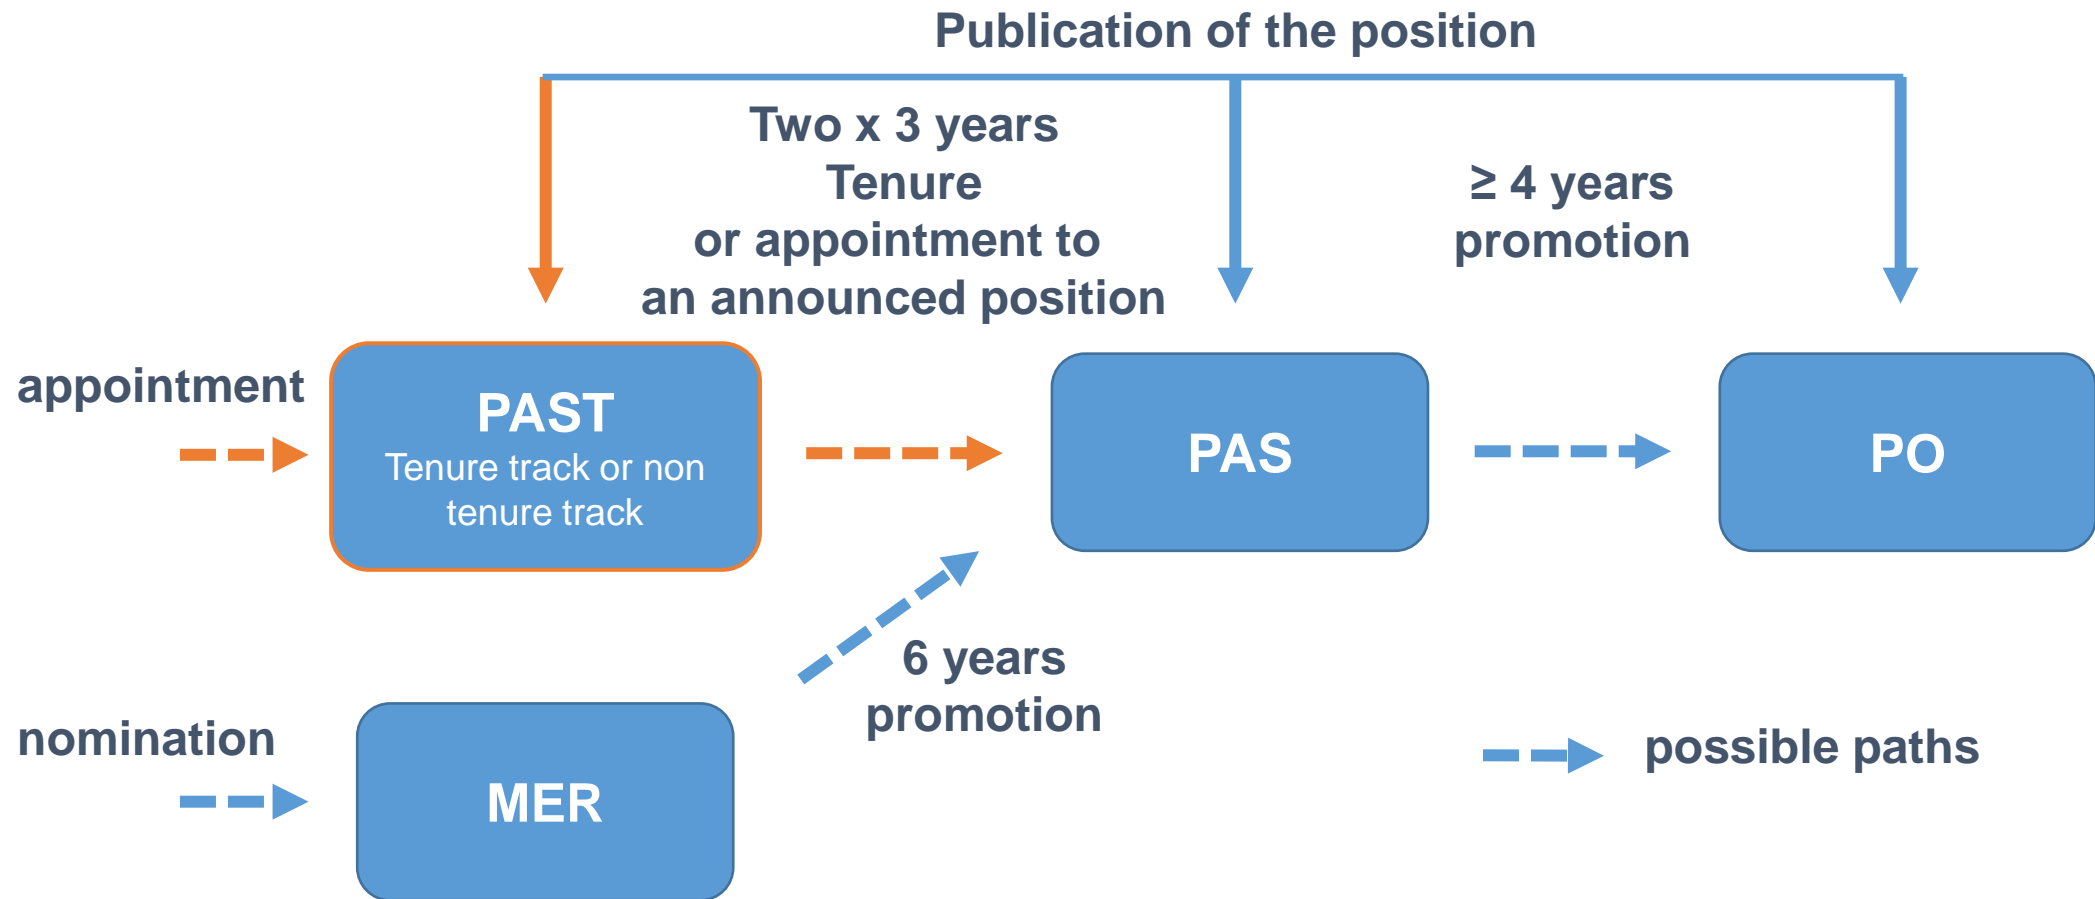 Publication of the position
Two x 3 years
Tenure
or appointment to
an announced position
≥ 4 years
promotion
appointment
PAST
Tenure track or non
tenure track
PAS
PO
6 years
promotion
nomination
MER
possible paths